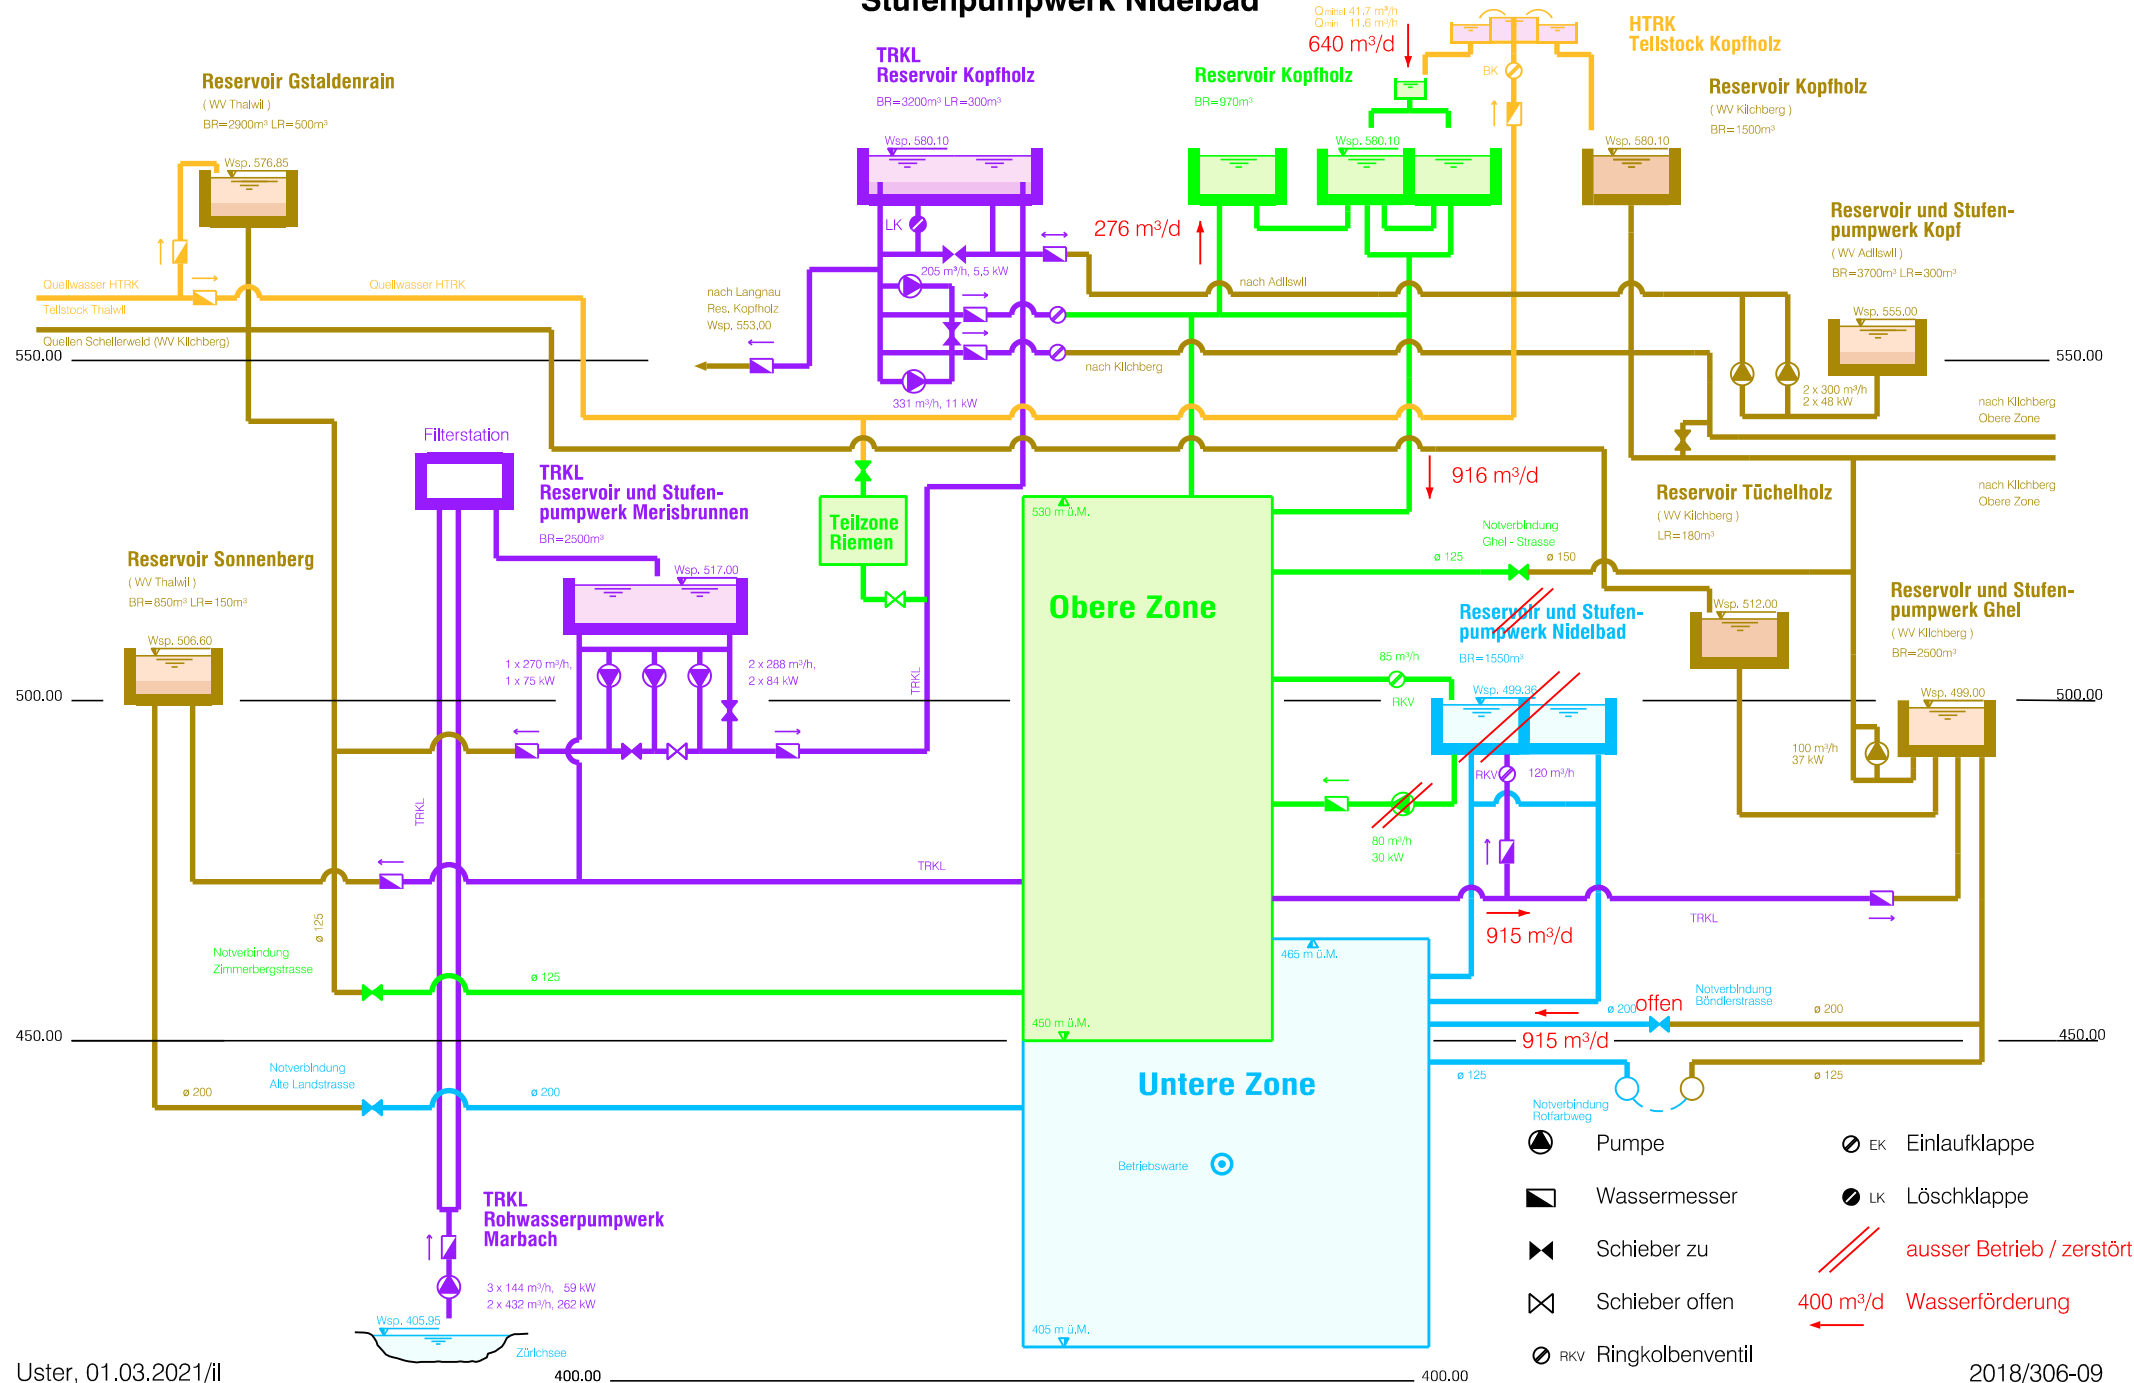 Stufenpumpwerk Nidelbad
Qmittel 41.7 m³/h
Qmin 11.6 m³/h
640 m³/d
HTRK
Tellstock Kopfholz
BK
TRKL
Reservoir Kopfholz
BR=3200m³ LR=300m³
Reservoir Kopfholz
BR=970m³
Reservoir Kopfholz
( WV Kilchberg )
BR=1500m³
Reservoir Gstaldenrain
( WV Thalwil )
BR=2900m³ LR=500m³
Wsp. 576.85
Wsp. 580.10
Wsp. 580.10
Wsp. 580.10
Reservoir und Stufen-
pumpwerk Kopf
( WV Adliswil )
BR=3700m³ LR=300m³
Wsp. 555.00
LK
276 m³/d
205 m³/h, 5,5 kW
Quellwasser HTRK
Quellwasser HTRK
Tellstock Thalwil
Quellen Schellerweid (WV Kilchberg)
nach Langnau
Res. Kopfholz
Wsp. 553.00
nach Adliswil
nach Kilchberg
331 m³/h, 11 kW
550.00
550.00
2 x 300 m³/h
2 x 48 kW
nach Kilchberg
Obere Zone
nach Kilchberg
Obere Zone
Filterstation
TRKL
Reservoir und Stufen-
pumpwerk Merisbrunnen
BR=2500m³
Wsp. 517.00
Teilzone
Riemen
530 m ü.M.
916 m³/d
Notverbindung
Ghel - Strasse
ø 125
ø 150
Reservoir Tüchelholz
( WV Kilchberg )
LR=180m³
Wsp. 512.00
Reservoir Sonnenberg
( WV Thalwil )
BR=850m³ LR=150m³
Wsp. 506.60
Obere Zone
Reservoir und Stufen-
pumpwerk Nidelbad
BR=1550m³
Wsp. 499.36
Reservoir und Stufen-
pumpwerk Ghel
( WV Kilchberg )
BR=2500m³
Wsp. 499.00
1 x 270 m³/h,
1 x 75 kW
2 x 288 m³/h,
2 x 84 kW
TRKL
85 m³/h
RKV
500.00
500.00
RKV
120 m³/h
100 m³/h
37 kW
80 m³/h
30 kW
TRKL
TRKL
TRKL
915 m³/d
ø 125
Notverbindung
Zimmerbergstrasse
ø 125
465 m ü.M.
450 m ü.M.
Notverbindung
Böndlerstrasse
ø 200
offen
ø 200
915 m³/d
450.00
450.00
Notverbindung
Alte Landstrasse
ø 200
ø 200
Untere Zone
ø 125
ø 125
Notverbindung
Rotfarbweg
Betriebswarte
405 m ü.M.
TRKL
Rohwasserpumpwerk
Marbach
3 x 144 m³/h, 59 kW
2 x 432 m³/h, 262 kW
Wsp. 405.95
Zürichsee
Pumpe
EK Einlaufklappe
Wassermesser
LK Löschklappe
Schieber zu
ausser Betrieb / zerstört
Schieber offen
400 m³/d Wasserförderung
RKV Ringkolbenventil
Uster, 01.03.2021/il
400.00
400.00
2018/306-09